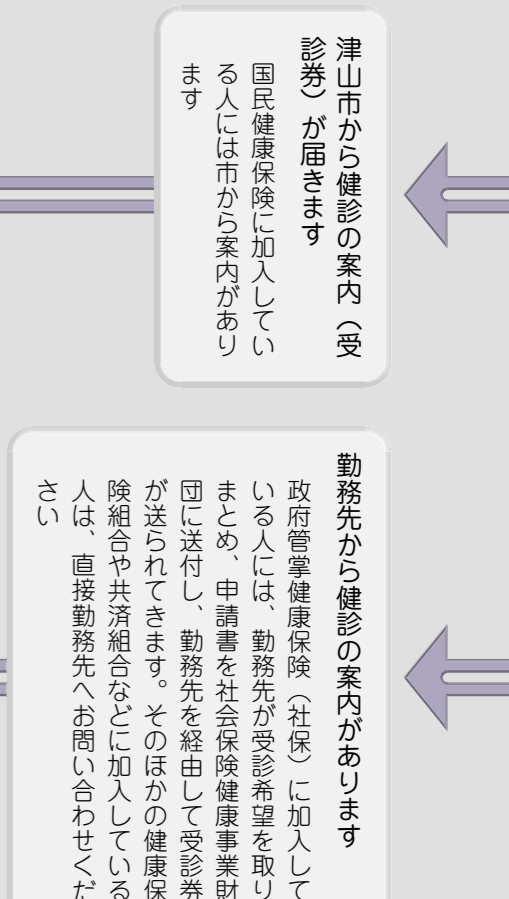 津山市から健診の案内（受
診券）が届きます
国民健康保険に加入してい
る人には市から案内があり
ます
勤務先から健診の案内があります
政府管掌健康保険（社保）に加入して
いる人には、勤務先が受診希望を取り
まとめ、申請書を社会保険健康事業財
団に送付し、勤務先を経由して受診券
が送られてきます。そのほかの健康保
険組合や共済組合などに加入している
人は、直接勤務先へお問い合わせくだ
さい